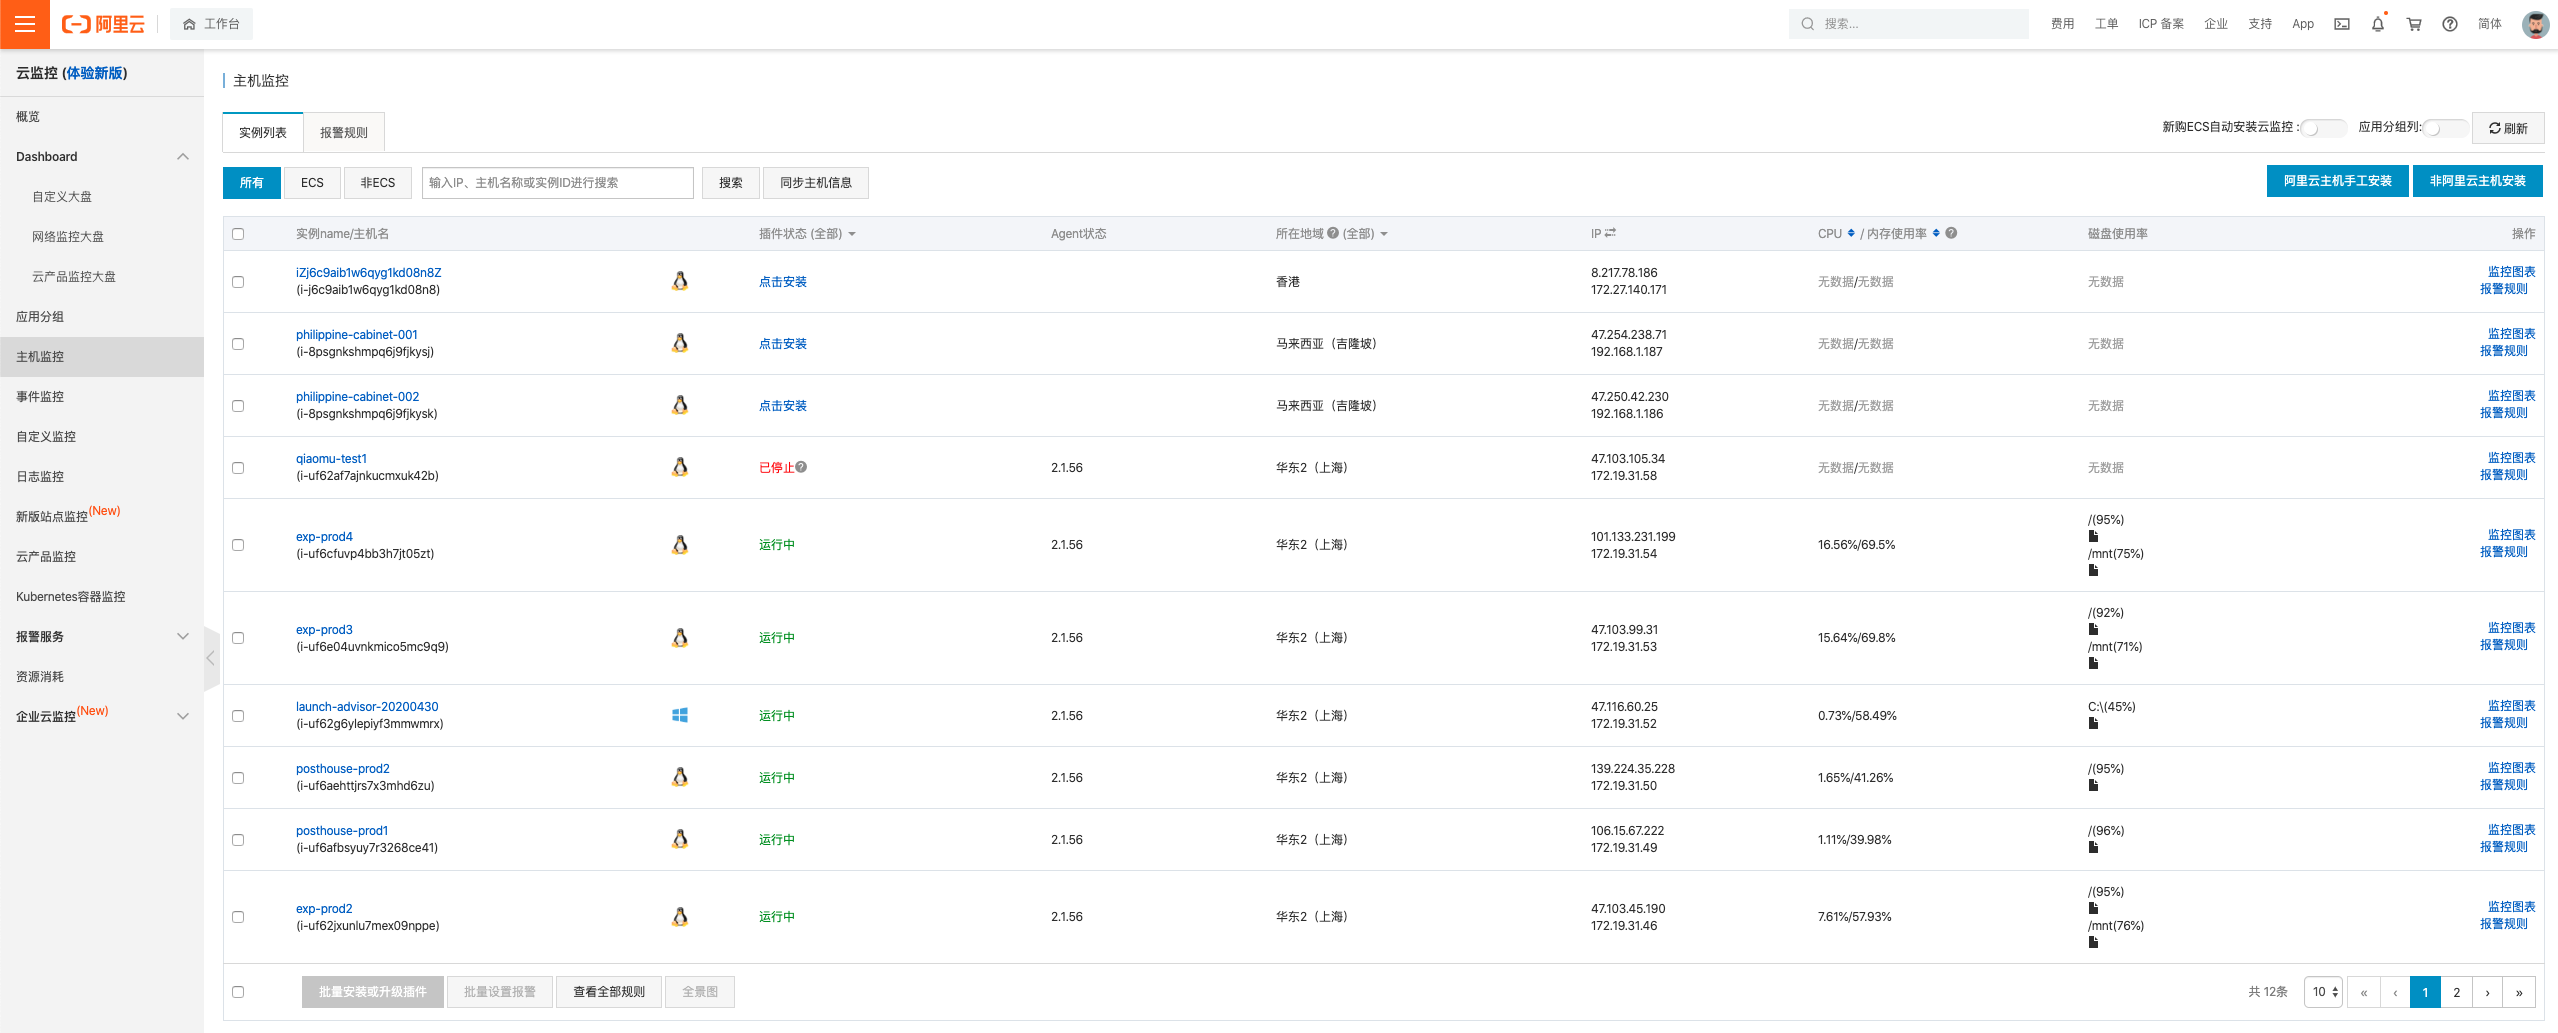 阿里云
工作台
搜索...
费用
工单
ICP 备案
企业
支持
App
简体
云监控 (体验新版)
概览
Dashboard
自定义大盘
网络监控大盘
云产品监控大盘
应用分组
主机监控
事件监控
自定义监控
日志监控
新版站点监控(New)
云产品监控
Kubernetes容器监控
报警服务
资源消耗
企业云监控(New)
主机监控
实例列表 报警规则
新购ECS自动安装云监控 : 应用分组列: 刷新
所有 ECS 非ECS 输入IP、主机名称或实例ID进行搜索 搜索 同步主机信息
阿里云主机手工安装 非阿里云主机安装
实例name/主机名 插件状态 (全部) Agent状态 所在地域 (全部) IP CPU / 内存使用率 磁盘使用率 操作
iZj6c9aib1w6qyg1kd08n8Z
(i-j6c9aib1w6qyg1kd08n8)
点击安装
香港
8.217.78.186
172.27.140.171
无数据/无数据
无数据
监控图表
报警规则
philippine-cabinet-001
(i-8psgnkshmpq6j9fjkysj)
点击安装
马来西亚（吉隆坡）
47.254.238.71
192.168.1.187
无数据/无数据
无数据
监控图表
报警规则
philippine-cabinet-002
(i-8psgnkshmpq6j9fjkysk)
点击安装
马来西亚（吉隆坡）
47.250.42.230
192.168.1.186
无数据/无数据
无数据
监控图表
报警规则
qiaomu-test1
(i-uf62af7ajnkucmxuk42b)
已停止
2.1.56
华东2（上海）
47.103.105.34
172.19.31.58
无数据/无数据
无数据
监控图表
报警规则
exp-prod4
(i-uf6cfuvp4bb3h7jt05zt)
运行中
2.1.56
华东2（上海）
101.133.231.199
172.19.31.54
16.56%/69.5%
/(95%)
/mnt(75%)
监控图表
报警规则
exp-prod3
(i-uf6e04uvnkmico5mc9q9)
运行中
2.1.56
华东2（上海）
47.103.99.31
172.19.31.53
15.64%/69.8%
/(92%)
/mnt(71%)
监控图表
报警规则
launch-advisor-20200430
(i-uf62g6ylepiyf3mmwmrx)
运行中
2.1.56
华东2（上海）
47.116.60.25
172.19.31.52
0.73%/58.49%
C:\(45%)
监控图表
报警规则
posthouse-prod2
(i-uf6aehttjrs7x3mhd6zu)
运行中
2.1.56
华东2（上海）
139.224.35.228
172.19.31.50
1.65%/41.26%
/(95%)
监控图表
报警规则
posthouse-prod1
(i-uf6afbsyuy7r3268ce41)
运行中
2.1.56
华东2（上海）
106.15.67.222
172.19.31.49
1.11%/39.98%
/(96%)
监控图表
报警规则
exp-prod2
(i-uf62jxunlu7mex09nppe)
运行中
2.1.56
华东2（上海）
47.103.45.190
172.19.31.46
7.61%/57.93%
/(95%)
/mnt(76%)
监控图表
报警规则
批量安装或升级插件 批量设置报警 查看全部规则 全景图
共 12条 10 « ‹ 1 2 › »